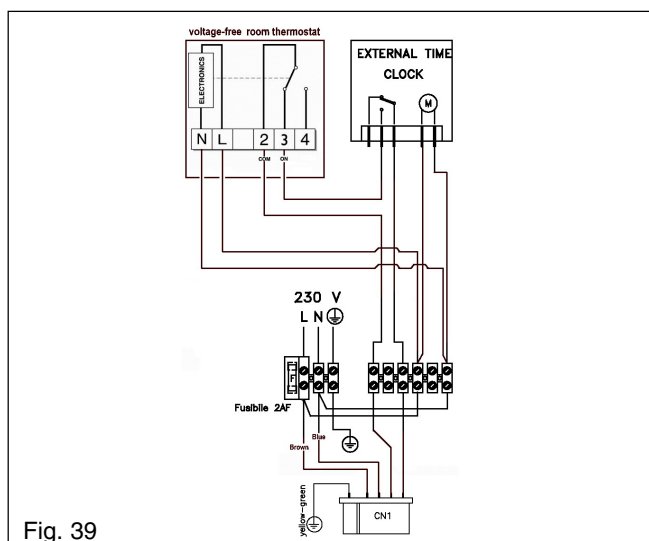 voltage-free room thermostat
ELECTRONICS
N L 2 3 4
COM ON
EXTERNAL TIME
CLOCK
M
230 V
L N
F
Fusibile 2AF
Brown
Blue
yellow-green
CN1
Fig. 39